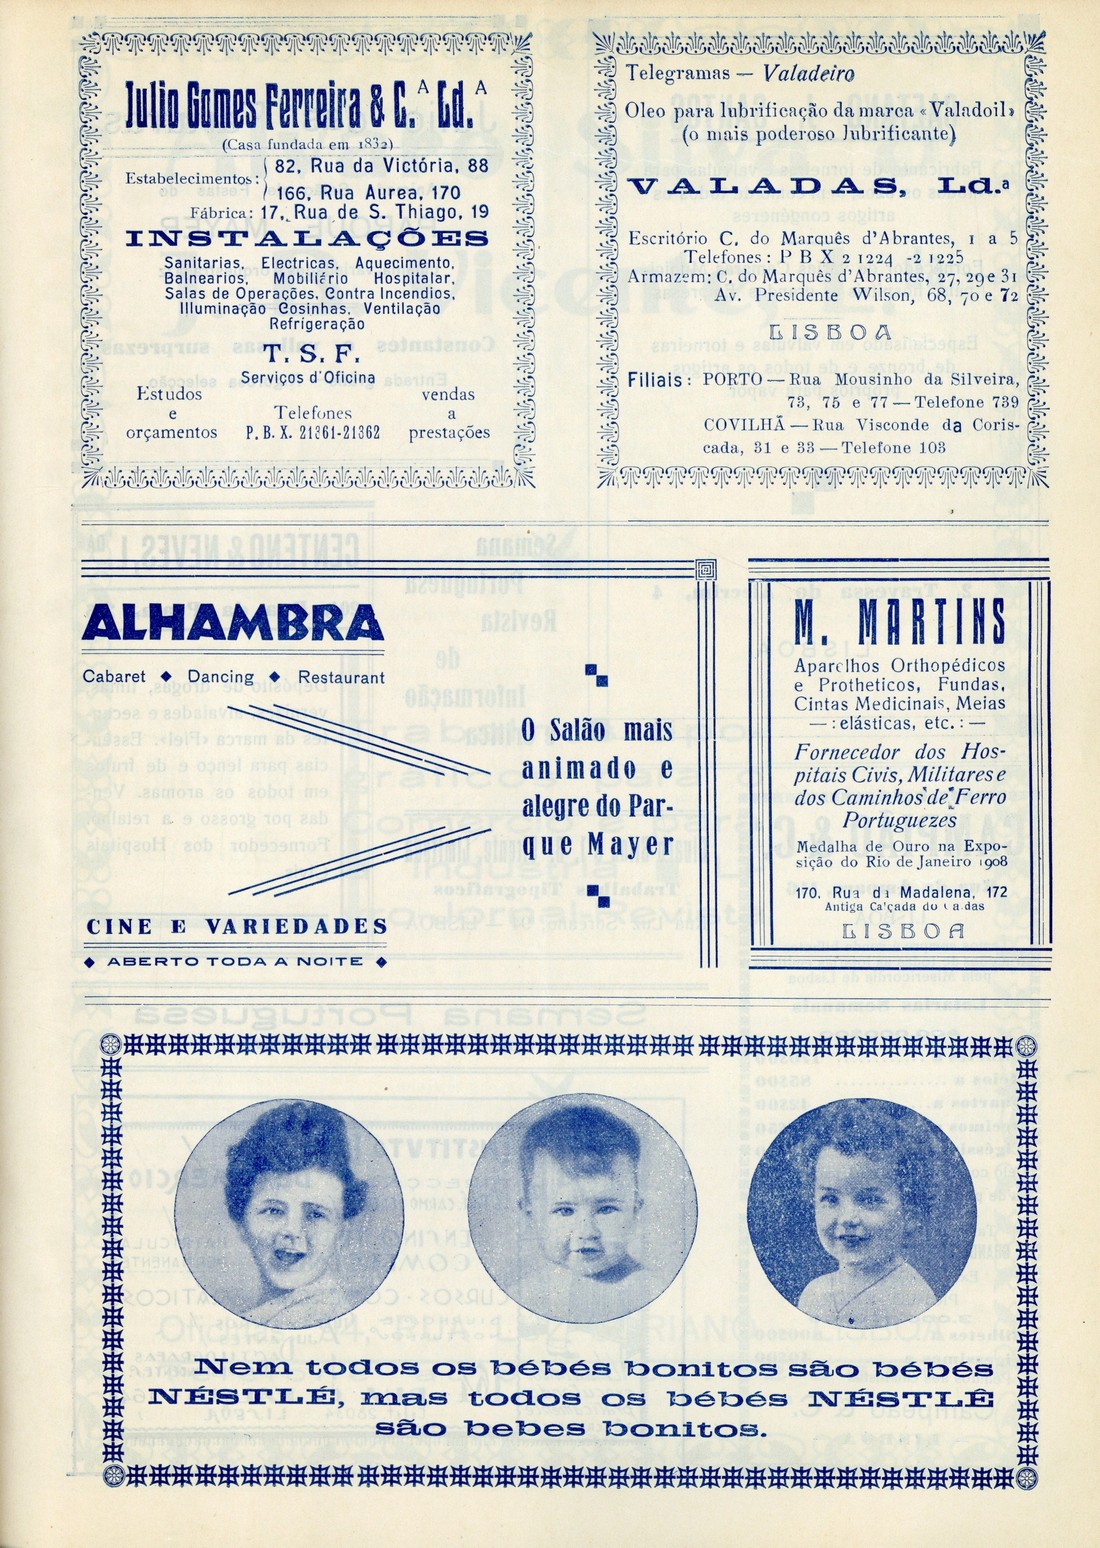 Julio Gomes Ferreira & C.ᴬ Ld.ᴬ
(Casa fundada em 1832)
Estabelecimentos: 82, Rua da Victória, 88
166, Rua Aurea, 170
Fábrica: 17, Rua de S. Thiago, 19
INSTALAÇÕES
Sanitarias, Electricas, Aquecimento,
Balnearios, Mobiliário Hospitalar,
Salas de Operações, Contra Incendios,
Illuminação Cosinhas, Ventilação
Refrigeração
T. S. F.
Serviços d'Oficina
Estudos
e
orçamentos
Telefones
P. B. X. 21361-21362
vendas
a
prestações
Telegramas — Valadeiro
Oleo para lubrificação da marca «Valadoil»
(o mais poderoso lubrificante)
VALADAS, Ld.ª
Escritório C. do Marquês d'Abrantes, 1 a 5
Telefones: P B X 2 1224 -2 1225
Armazem: C. do Marquês d'Abrantes, 27, 29 e 31
Av. Presidente Wilson, 68, 70 e 72
LISBOA
Filiais: PORTO — Rua Mousinho da Silveira,
73, 75 e 77 — Telefone 739
COVILHÃ — Rua Visconde da Coris-
cada, 31 e 33 — Telefone 103
ALHAMBRA
Cabaret ◆ Dancing ◆ Restaurant
O Salão mais
animado e
alegre do Par-
que Mayer
CINE E VARIEDADES
◆ ABERTO TODA A NOITE ◆
M. MARTINS
Aparelhos Orthopédicos
e Protheticos, Fundas,
Cintas Medicinais, Meias
— : elásticas, etc. : —
Fornecedor dos Hos-
pitais Civis, Militares e
dos Caminhos de Ferro
Portuguezes
Medalha de Ouro na Expo-
sição do Rio de Janeiro 1908
170, Rua da Madalena, 172
Antiga Calçada do
LISBOA
Nem todos os bébés bonitos são bébés
NÉSTLÉ, mas todos os bébés NÉSTLÉ
são bebes bonitos.